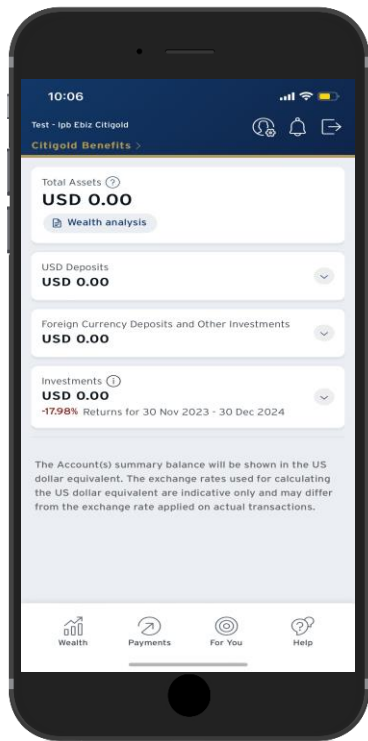 10:06
Test - Ipb Ebiz Citigold
Citigold Benefits >
Total Assets ?
USD 0.00
Wealth analysis
USD Deposits
USD 0.00
Foreign Currency Deposits and Other Investments
USD 0.00
Investments i
USD 0.00
-17.98% Returns for 30 Nov 2023 - 30 Dec 2024
The Account(s) summary balance will be shown in the US
dollar equivalent. The exchange rates used for calculating
the US dollar equivalent are indicative only and may differ
from the exchange rate applied on actual transactions.
Wealth Payments For You Help